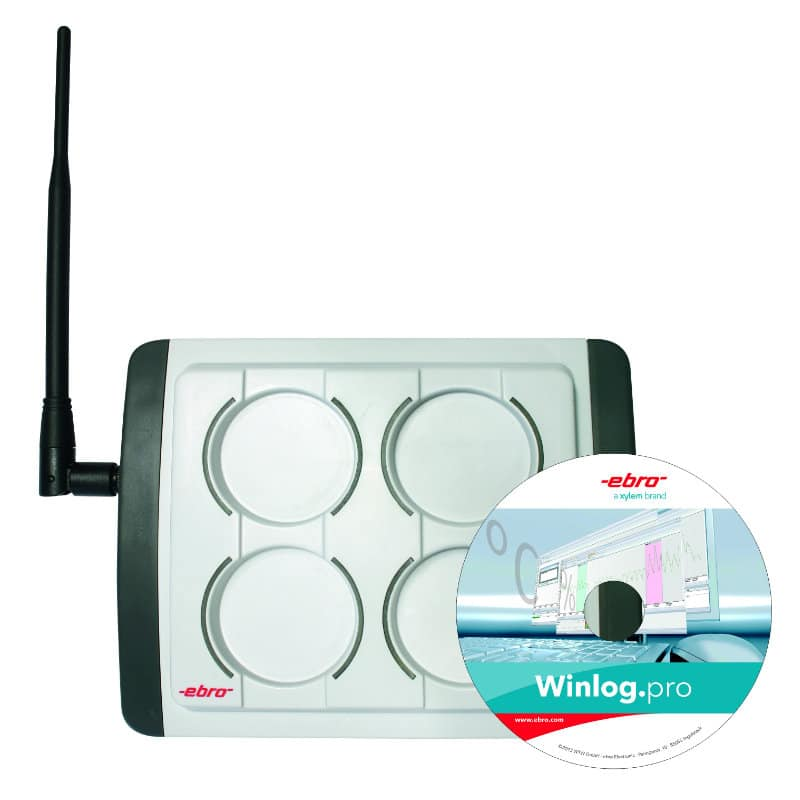 -ebro-
a xylem brand
%
Winlog.pro
-ebro-
www.ebro.com